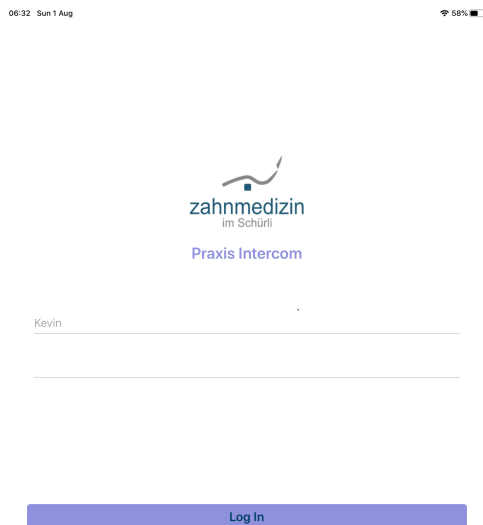 06:32 Sun 1 Aug 58%
zahnmedizin
im Schürli
Praxis Intercom
Kevin
Log In